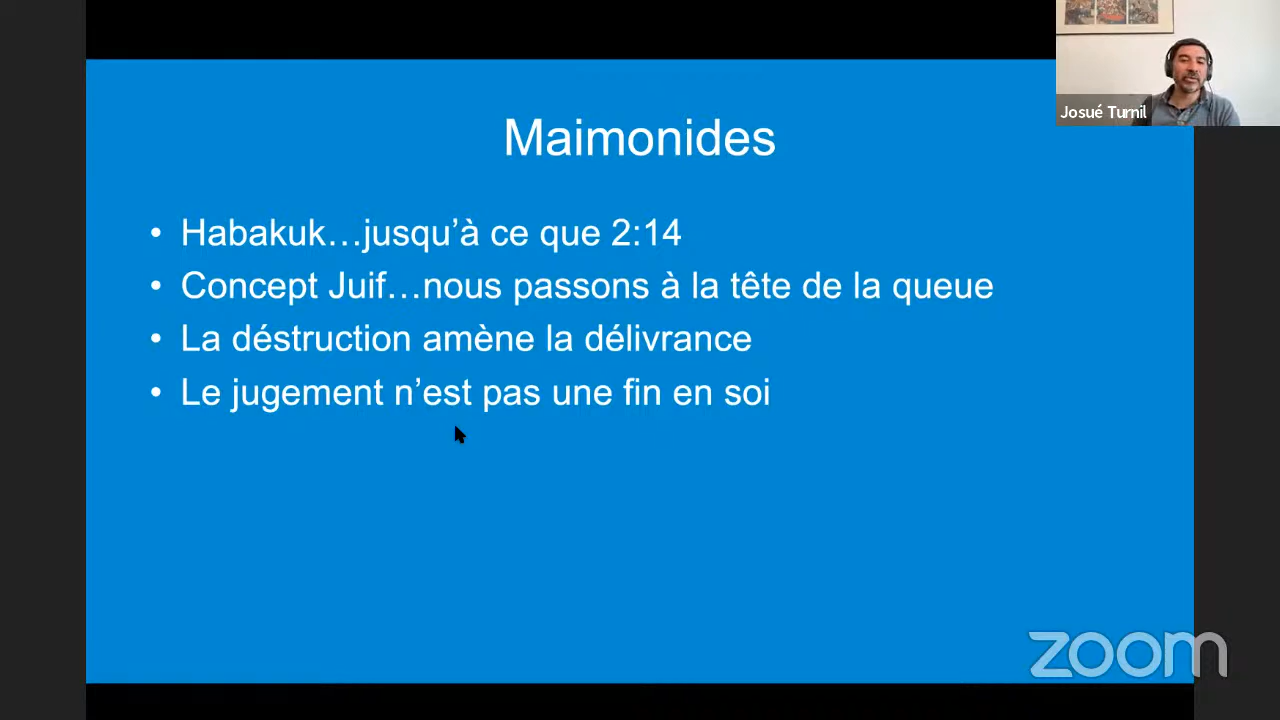 Maimonides
• Habakuk…jusqu’à ce que 2:14
• Concept Juif…nous passons à la tête de la queue
• La déstruction amène la délivrance
• Le jugement n’est pas une fin en soi
Josué Turnil
zoom